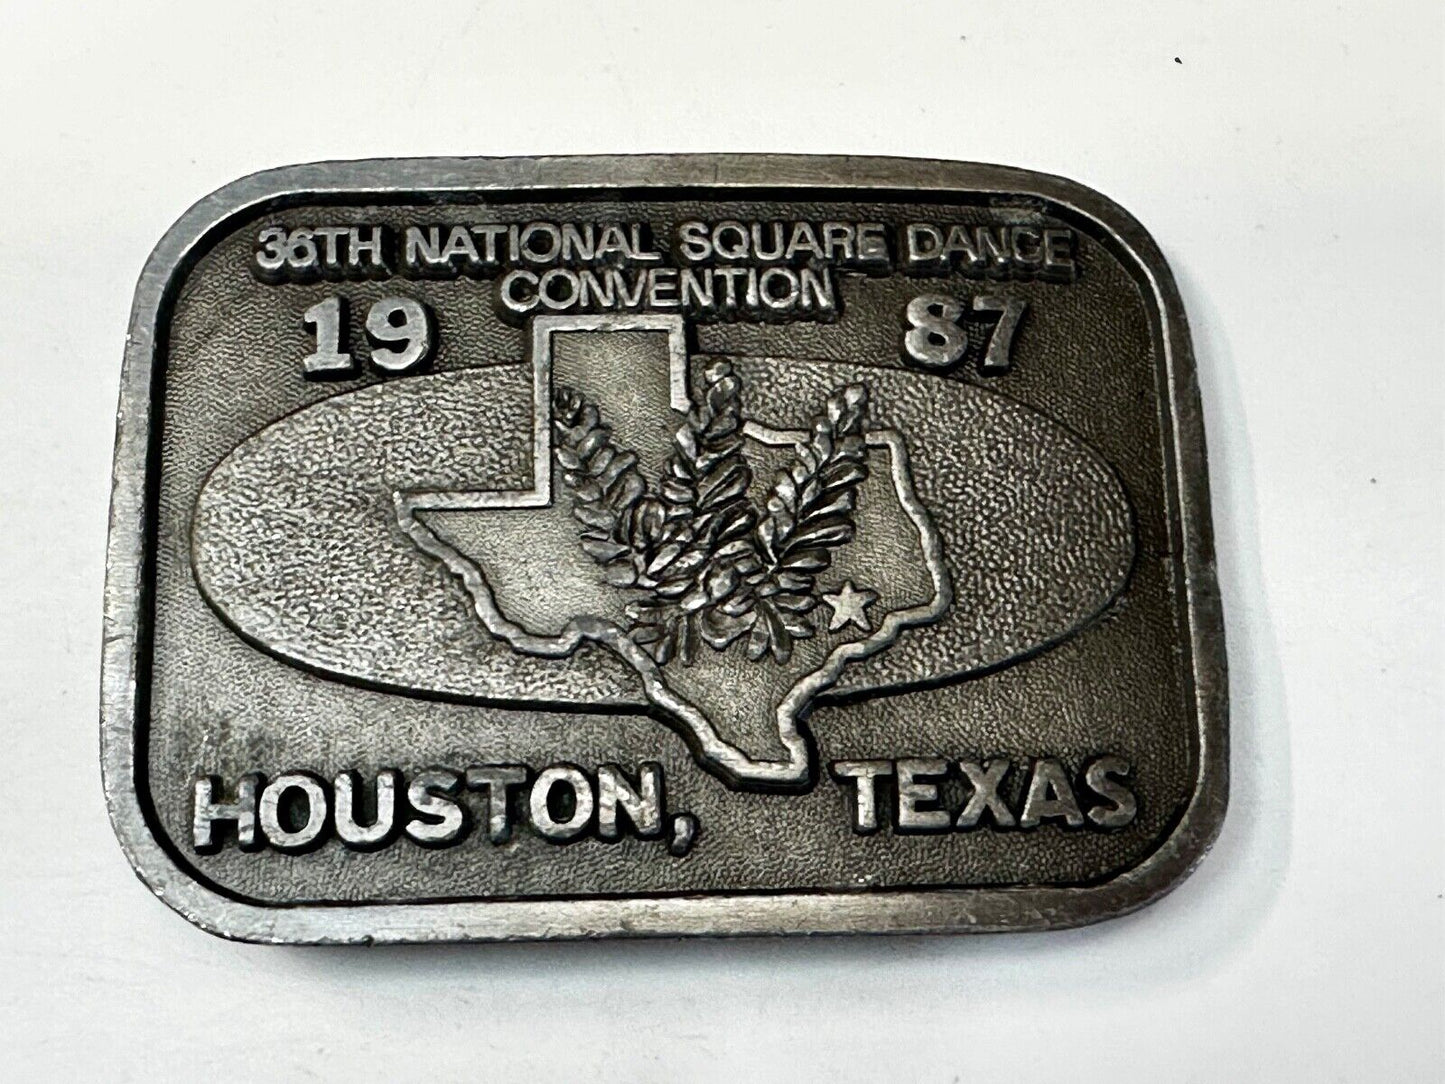 36TH NATIONAL SQUARE DANCE
CONVENTION
19 87
HOUSTON, TEXAS